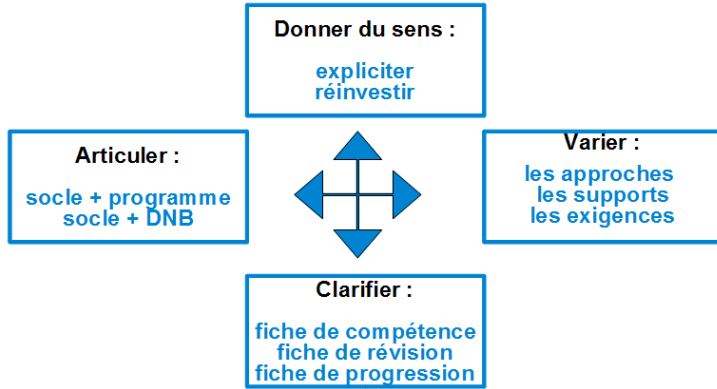 Donner du sens :
expliciter
réinvestir
Articuler :
socle + programme
socle + DNB
Varier :
les approches
les supports
les exigences
Clarifier :
fiche de compétence
fiche de révision
fiche de progression